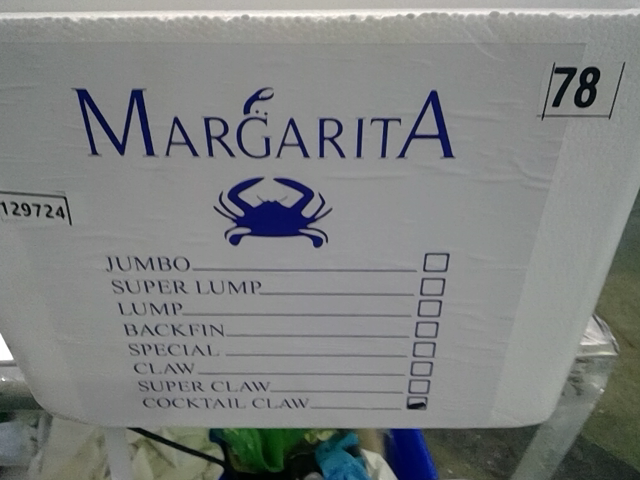 78
MARGARITA
129724
JUMBO
SUPER LUMP
LUMP
BACKFIN
SPECIAL
CLAW
SUPER CLAW
COCKTAIL CLAW